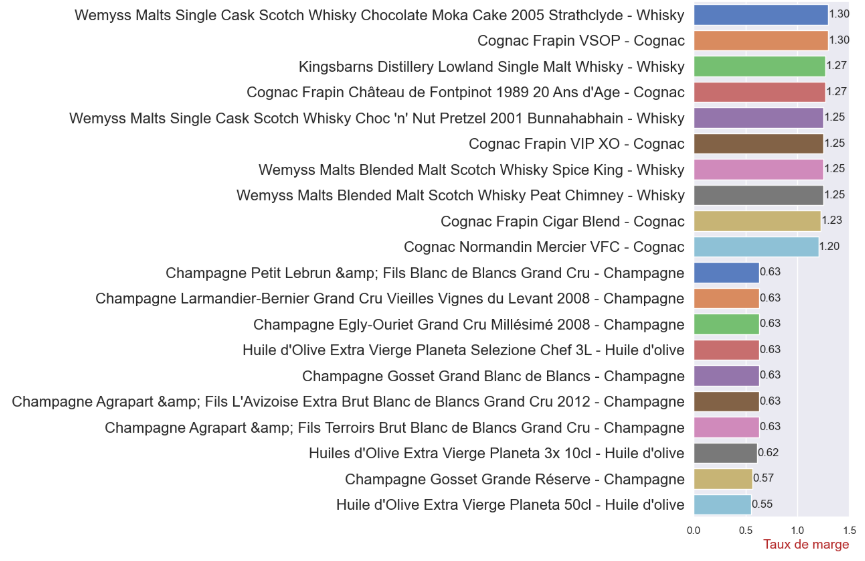 Wemyss Malts Single Cask Scotch Whisky Chocolate Moka Cake 2005 Strathclyde - Whisky 1.30
Cognac Frapin VSOP - Cognac 1.30
Kingsbarns Distillery Lowland Single Malt Whisky - Whisky 1.27
Cognac Frapin Château de Fontpinot 1989 20 Ans d'Age - Cognac 1.27
Wemyss Malts Single Cask Scotch Whisky Choc 'n' Nut Pretzel 2001 Bunnahabhain - Whisky 1.25
Cognac Frapin VIP XO - Cognac 1.25
Wemyss Malts Blended Malt Scotch Whisky Spice King - Whisky 1.25
Wemyss Malts Blended Malt Scotch Whisky Peat Chimney - Whisky 1.25
Cognac Frapin Cigar Blend - Cognac 1.23
Cognac Normandin Mercier VFC - Cognac 1.20
Champagne Petit Lebrun &amp; Fils Blanc de Blancs Grand Cru - Champagne 0.63
Champagne Larmandier-Bernier Grand Cru Vieilles Vignes du Levant 2008 - Champagne 0.63
Champagne Egly-Ouriet Grand Cru Millésimé 2008 - Champagne 0.63
Huile d'Olive Extra Vierge Planeta Selezione Chef 3L - Huile d'olive 0.63
Champagne Gosset Grand Blanc de Blancs - Champagne 0.63
Champagne Agrapart &amp; Fils L'Avizoise Extra Brut Blanc de Blancs Grand Cru 2012 - Champagne 0.63
Champagne Agrapart &amp; Fils Terroirs Brut Blanc de Blancs Grand Cru - Champagne 0.63
Huiles d'Olive Extra Vierge Planeta 3x 10cl - Huile d'olive 0.62
Champagne Gosset Grande Réserve - Champagne 0.57
Huile d'Olive Extra Vierge Planeta 50cl - Huile d'olive 0.55
0.0 0.5 1.0 1.5
Taux de marge